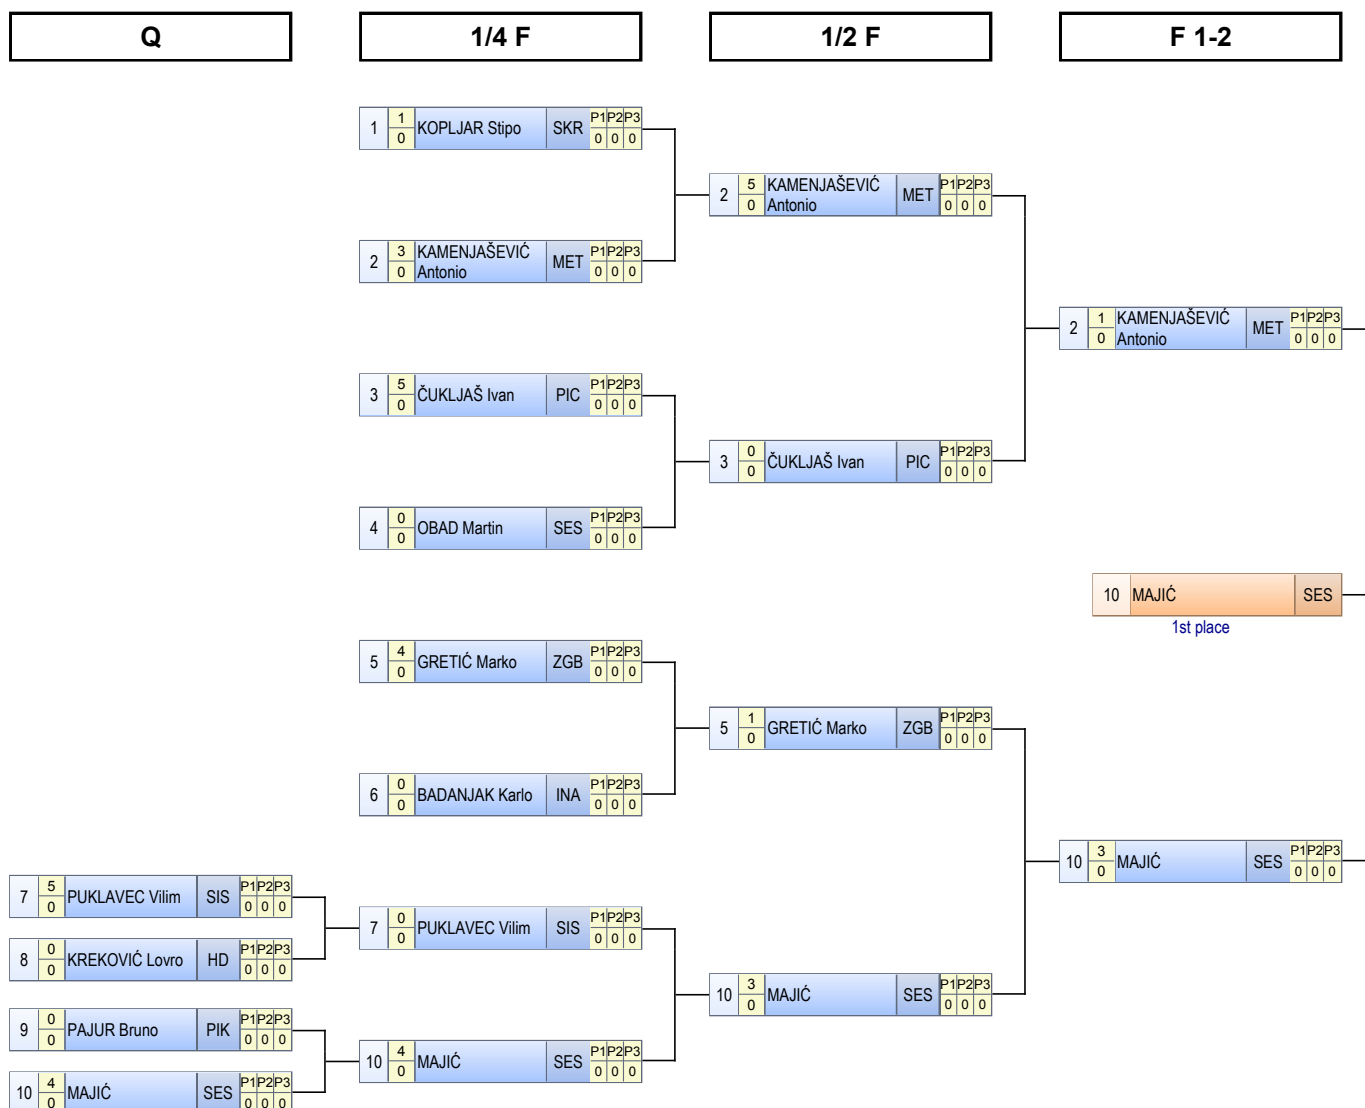 Q 1/4 F 1/2 F F 1-2
1 1 0 KOPLJAR Stipo SKR P1 P2 P3 0 0 0
2 5 0 KAMENJAŠEVIĆ Antonio MET P1 P2 P3 0 0 0
2 3 0 KAMENJAŠEVIĆ Antonio MET P1 P2 P3 0 0 0
2 1 0 KAMENJAŠEVIĆ Antonio MET P1 P2 P3 0 0 0
3 5 0 ČUKLJAŠ Ivan PIC P1 P2 P3 0 0 0
3 0 0 ČUKLJAŠ Ivan PIC P1 P2 P3 0 0 0
4 0 0 OBAD Martin SES P1 P2 P3 0 0 0
10 MAJIĆ SES
1st place
5 4 0 GRETIĆ Marko ZGB P1 P2 P3 0 0 0
5 1 0 GRETIĆ Marko ZGB P1 P2 P3 0 0 0
6 0 0 BADANJAK Karlo INA P1 P2 P3 0 0 0
10 3 0 MAJIĆ SES P1 P2 P3 0 0 0
7 5 0 PUKLAVEC Vilim SIS P1 P2 P3 0 0 0
7 0 0 PUKLAVEC Vilim SIS P1 P2 P3 0 0 0
8 0 0 KREKOVIĆ Lovro HD P1 P2 P3 0 0 0
10 3 0 MAJIĆ SES P1 P2 P3 0 0 0
9 0 0 PAJUR Bruno PIK P1 P2 P3 0 0 0
10 4 0 MAJIĆ SES P1 P2 P3 0 0 0
10 4 0 MAJIĆ SES P1 P2 P3 0 0 0